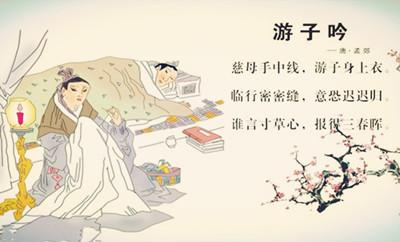 游子吟
——唐·孟郊
慈母手中线，游子身上衣。
临行密密缝，意恐迟迟归。
谁言寸草心，报得三春晖。